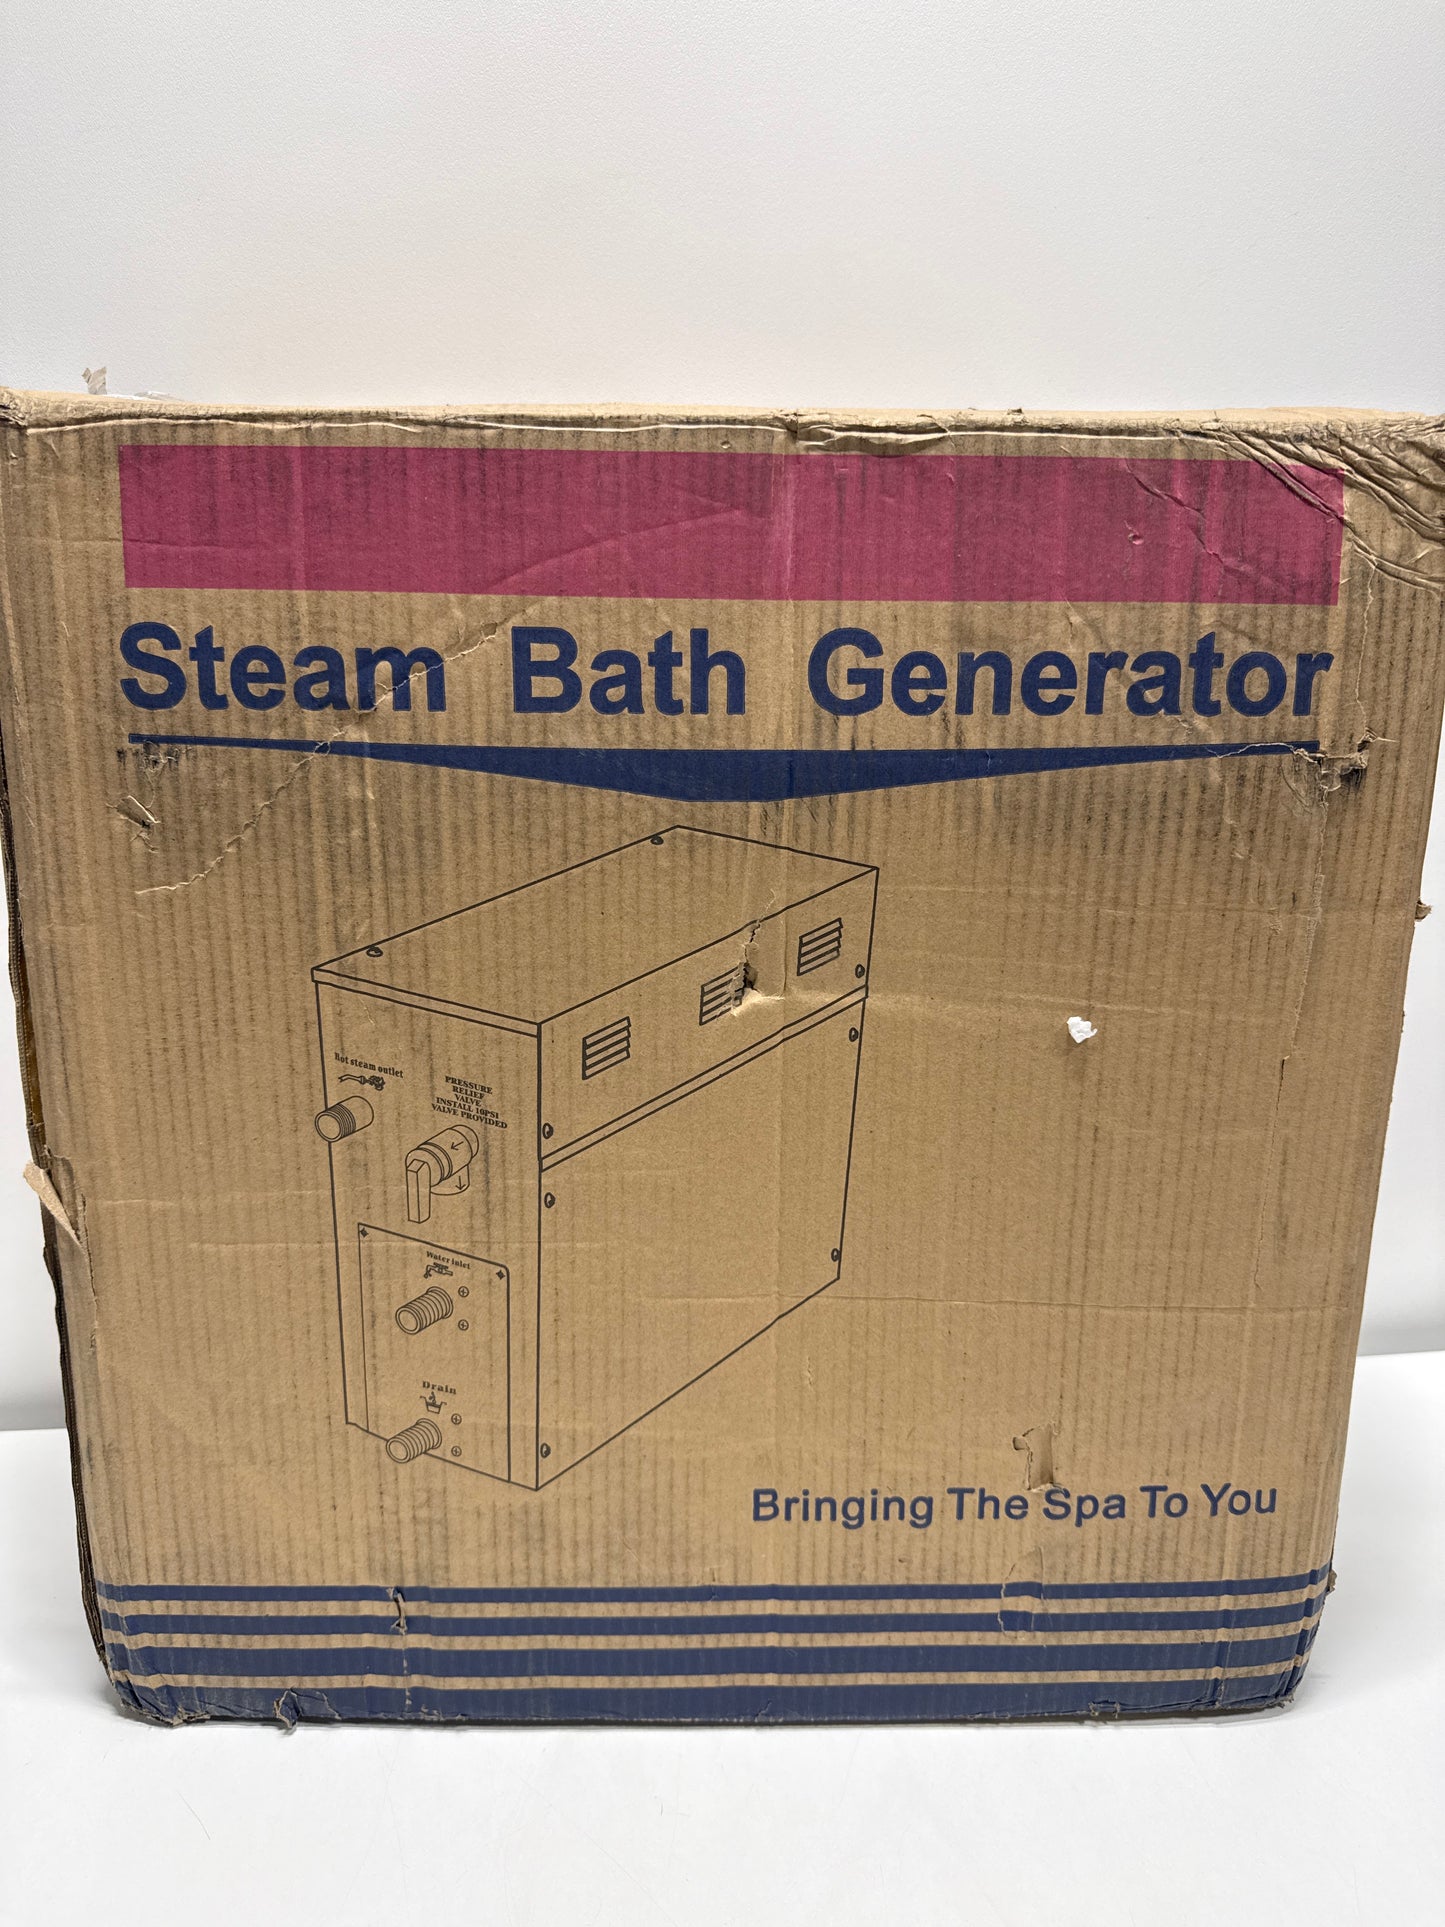 Steam Bath Generator
Hot steam outlet
PRESSURE
RELIEF
VALVE
INSTALL 10PSI
VALVE PROVIDED
Water inlet
Drain
Bringing The Spa To You